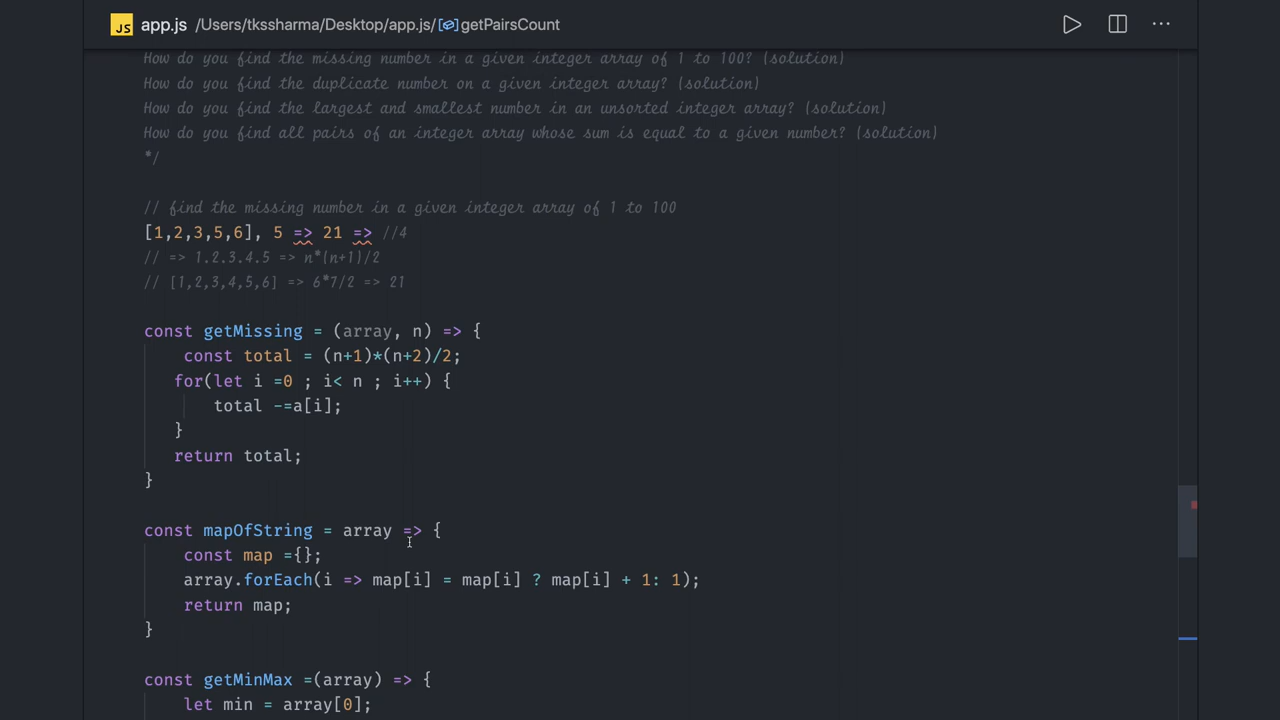 JS app.js /Users/tkssharma/Desktop/app.js/ getPairsCount ...
How do you find the missing number in a given integer array of 1 to 100? (solution)
How do you find the duplicate number on a given integer array? (solution)
How do you find the largest and smallest number in an unsorted integer array? (solution)
How do you find all pairs of an integer array whose sum is equal to a given number? (solution)
*/
// find the missing number in a given integer array of 1 to 100
[1,2,3,5,6], 5 => 21 => //4
// => 1.2.3.4.5 => n*(n+1)/2
// [1,2,3,4,5,6] => 6*7/2 => 21
const getMissing = (array, n) => {
const total = (n+1)*(n+2)/2;
for(let i =0 ; i< n ; i++) {
total -=a[i];
}
return total;
}
const mapOfString = array => {
const map ={};
array.forEach(i => map[i] = map[i] ? map[i] + 1: 1);
return map;
}
const getMinMax =(array) => {
let min = array[0];